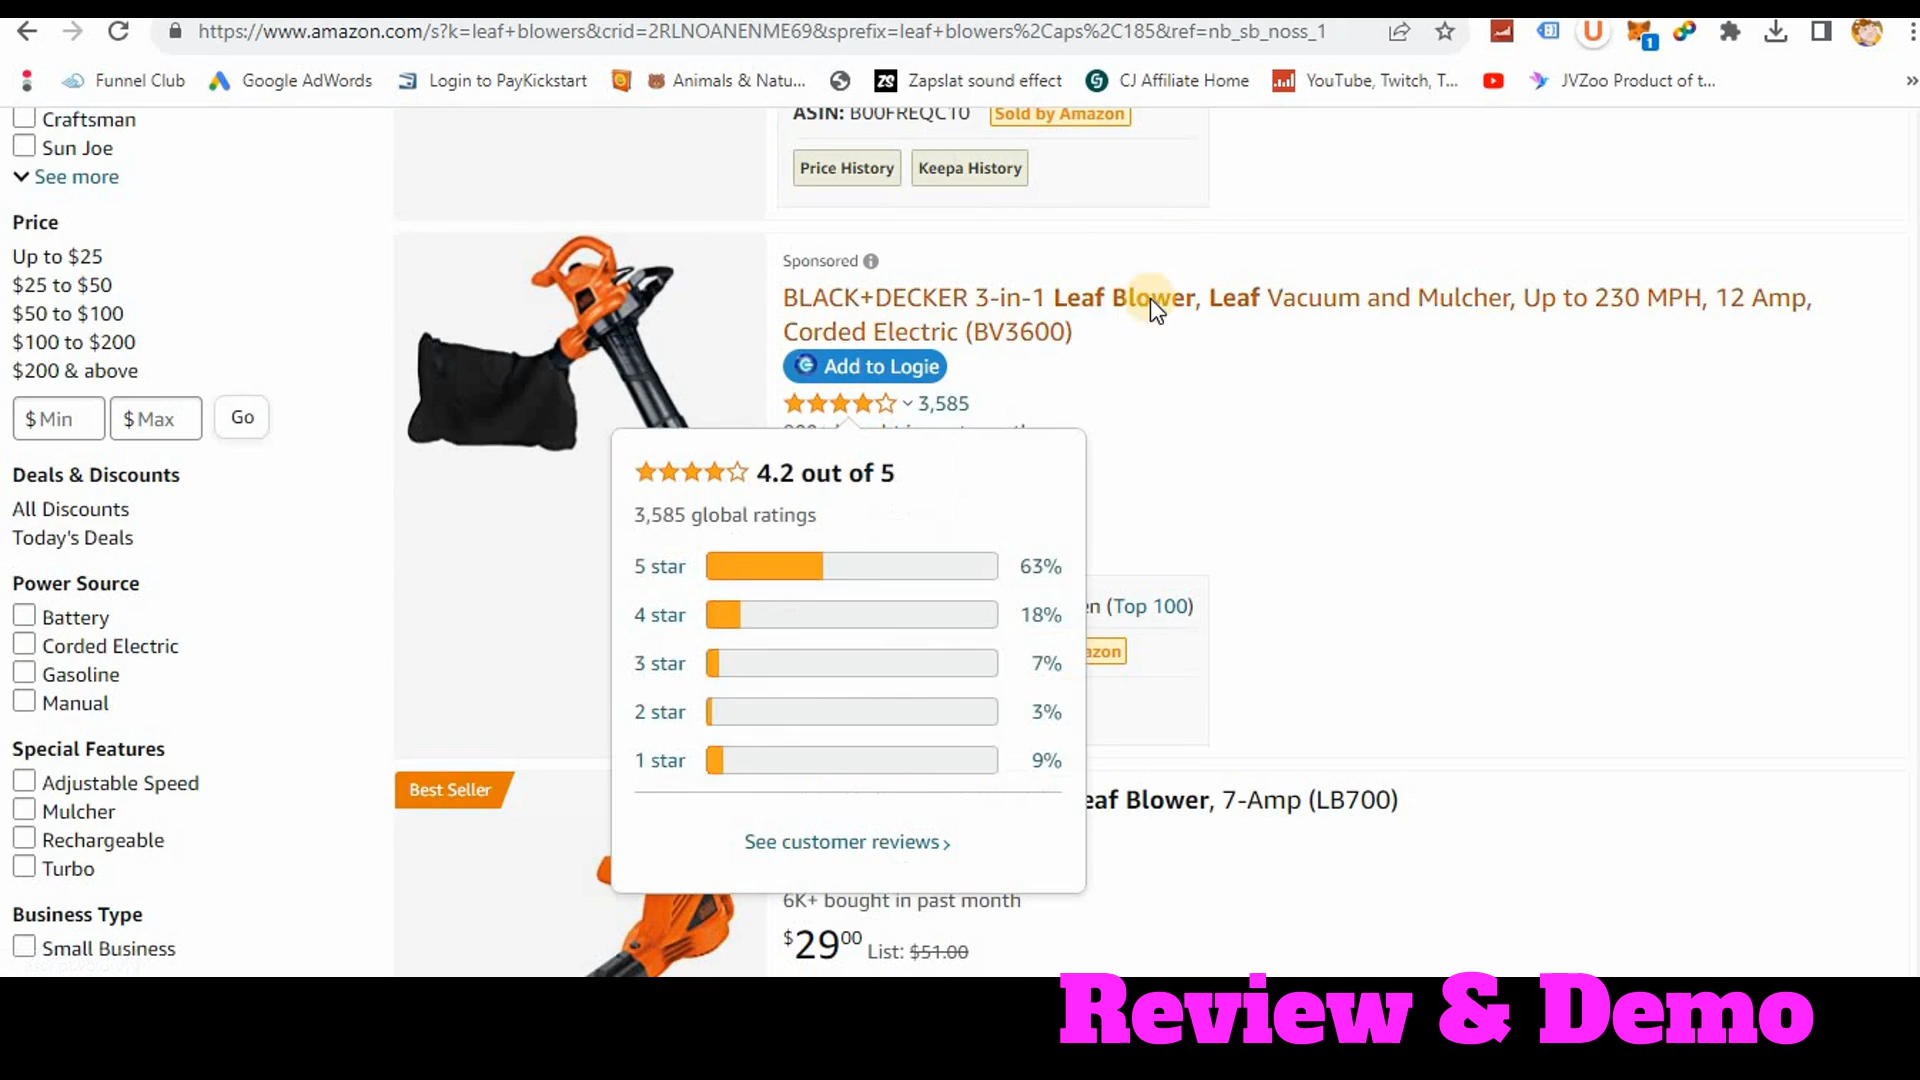 https://www.amazon.com/s?k=leaf+blowers&crid=2RLNOANENME69&sprefix=leaf+blowers%2Caps%2C185&ref=nb_sb_noss_1
1
Funnel Club
Google AdWords
Login to PayKickstart
Animals & Natu...
Zapslat sound effect
CJ Affiliate Home
YouTube, Twitch, T...
JVZoo Product of t...
Craftsman
Sun Joe
See more
Price
Up to $25
$25 to $50
$50 to $100
$100 to $200
$200 & above
$ Min
$ Max
Go
Deals & Discounts
All Discounts
Today's Deals
Power Source
Battery
Corded Electric
Gasoline
Manual
Special Features
Adjustable Speed
Mulcher
Rechargeable
Turbo
Business Type
Small Business
ASIN: B00FREQCT0 Sold by Amazon
Price History
Keepa History
Sponsored
BLACK+DECKER 3-in-1 Leaf Blower, Leaf Vacuum and Mulcher, Up to 230 MPH, 12 Amp,
Corded Electric (BV3600)
Add to Logie
3,585
4.2 out of 5
3,585 global ratings
5 star 63%
4 star 18%
3 star 7%
2 star 3%
1 star 9%
See customer reviews
(Top 100)
Best Seller
Blower, 7-Amp (LB700)
6K+ bought in past month
$29.00 List: $51.00
Review & Demo